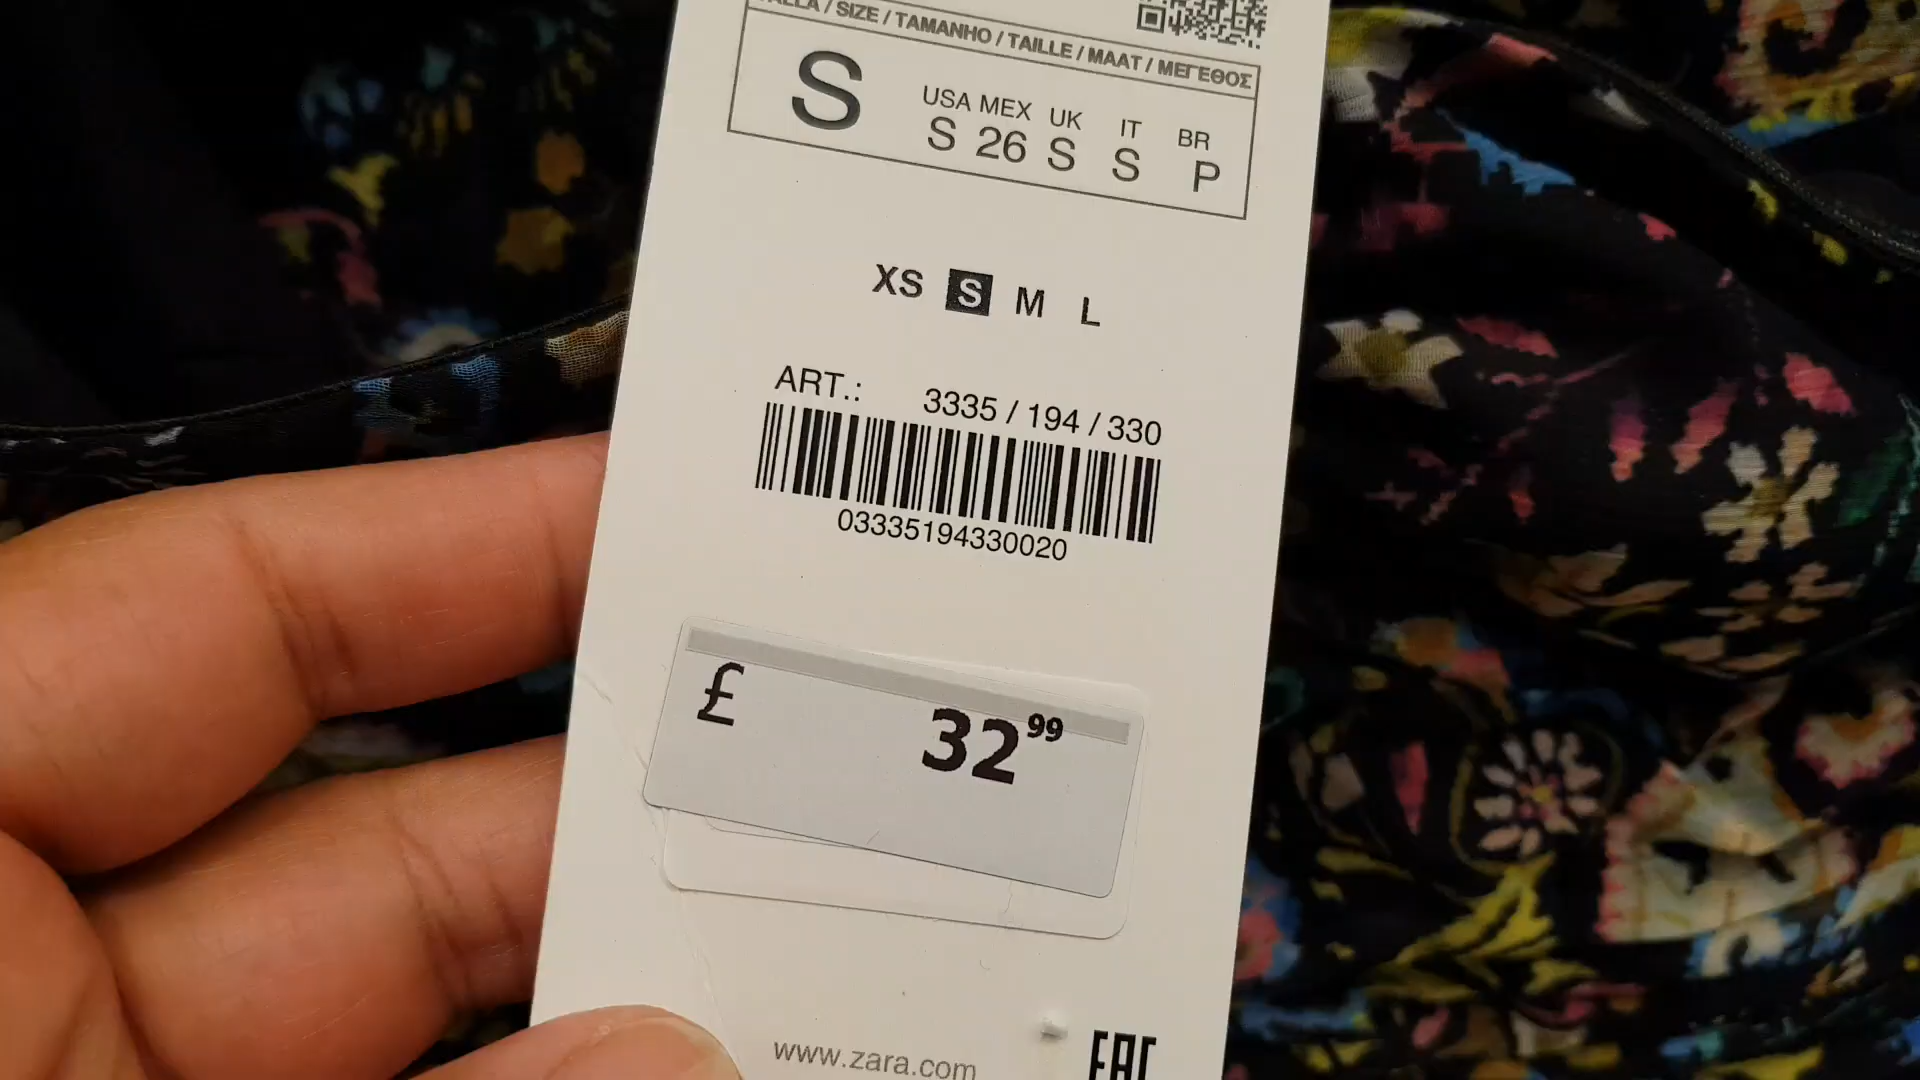 TALLA / SIZE / TAMANHO / TAILLE / MAAT / ΜΕΓΕΘΟΣ
S
USA MEX UK IT BR
S 26 S S P
XS S M L
ART.: 3335 / 194 / 330
03335194330020
£ 32 99
www.zara.com
EAC